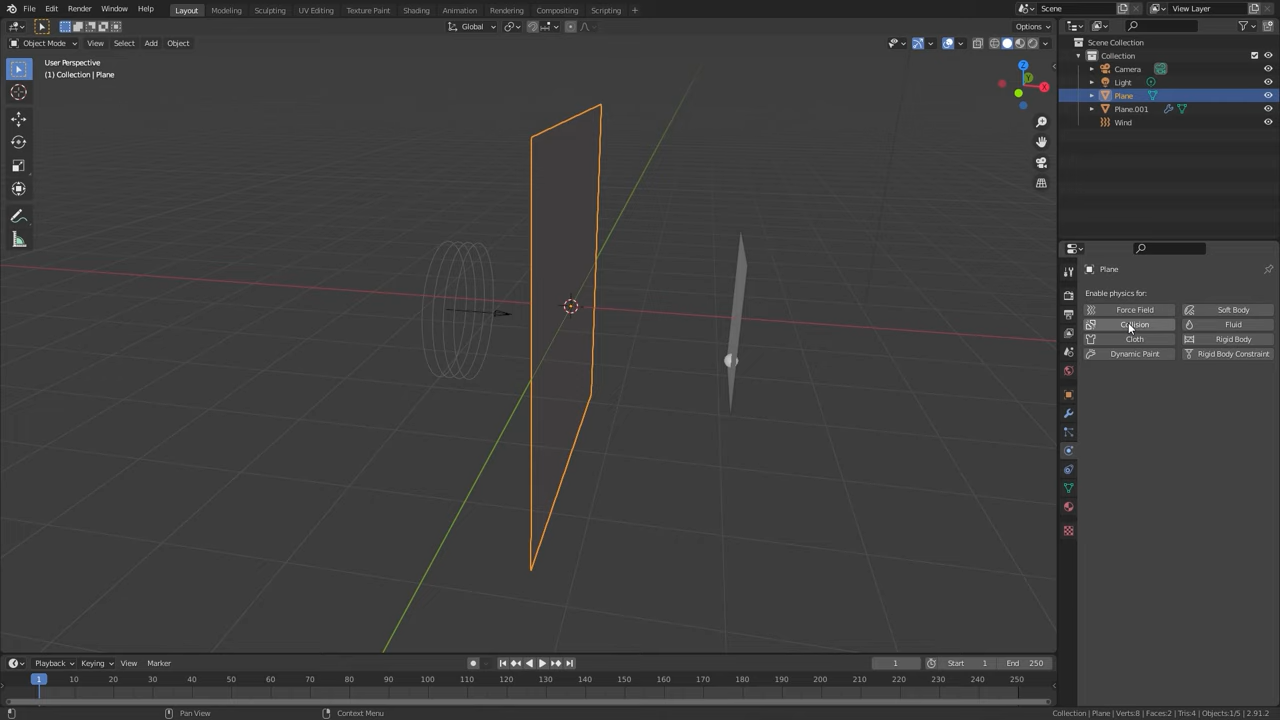 File Edit Render Window Help Layout Modeling Sculpting UV Editing Texture Paint Shading Animation Rendering Compositing Scripting + Scene View Layer
Global Options
Object Mode View Select Add Object
User Perspective
(1) Collection | Plane
Z
Y
X
Scene Collection
Collection
Camera
Light
Plane
Plane.001
Wind
Plane
Enable physics for:
Force Field Soft Body
Collision Fluid
Cloth Rigid Body
Dynamic Paint Rigid Body Constraint
Playback Keying View Marker 1 Start 1 End 250
1 10 20 30 40 50 60 70 80 90 100 110 120 130 140 150 160 170 180 190 200 210 220 230 240 250
Pan View Context Menu Collection | Plane | Verts:8 | Faces:2 | Tris:4 | Objects:1/5 | 2.91.2